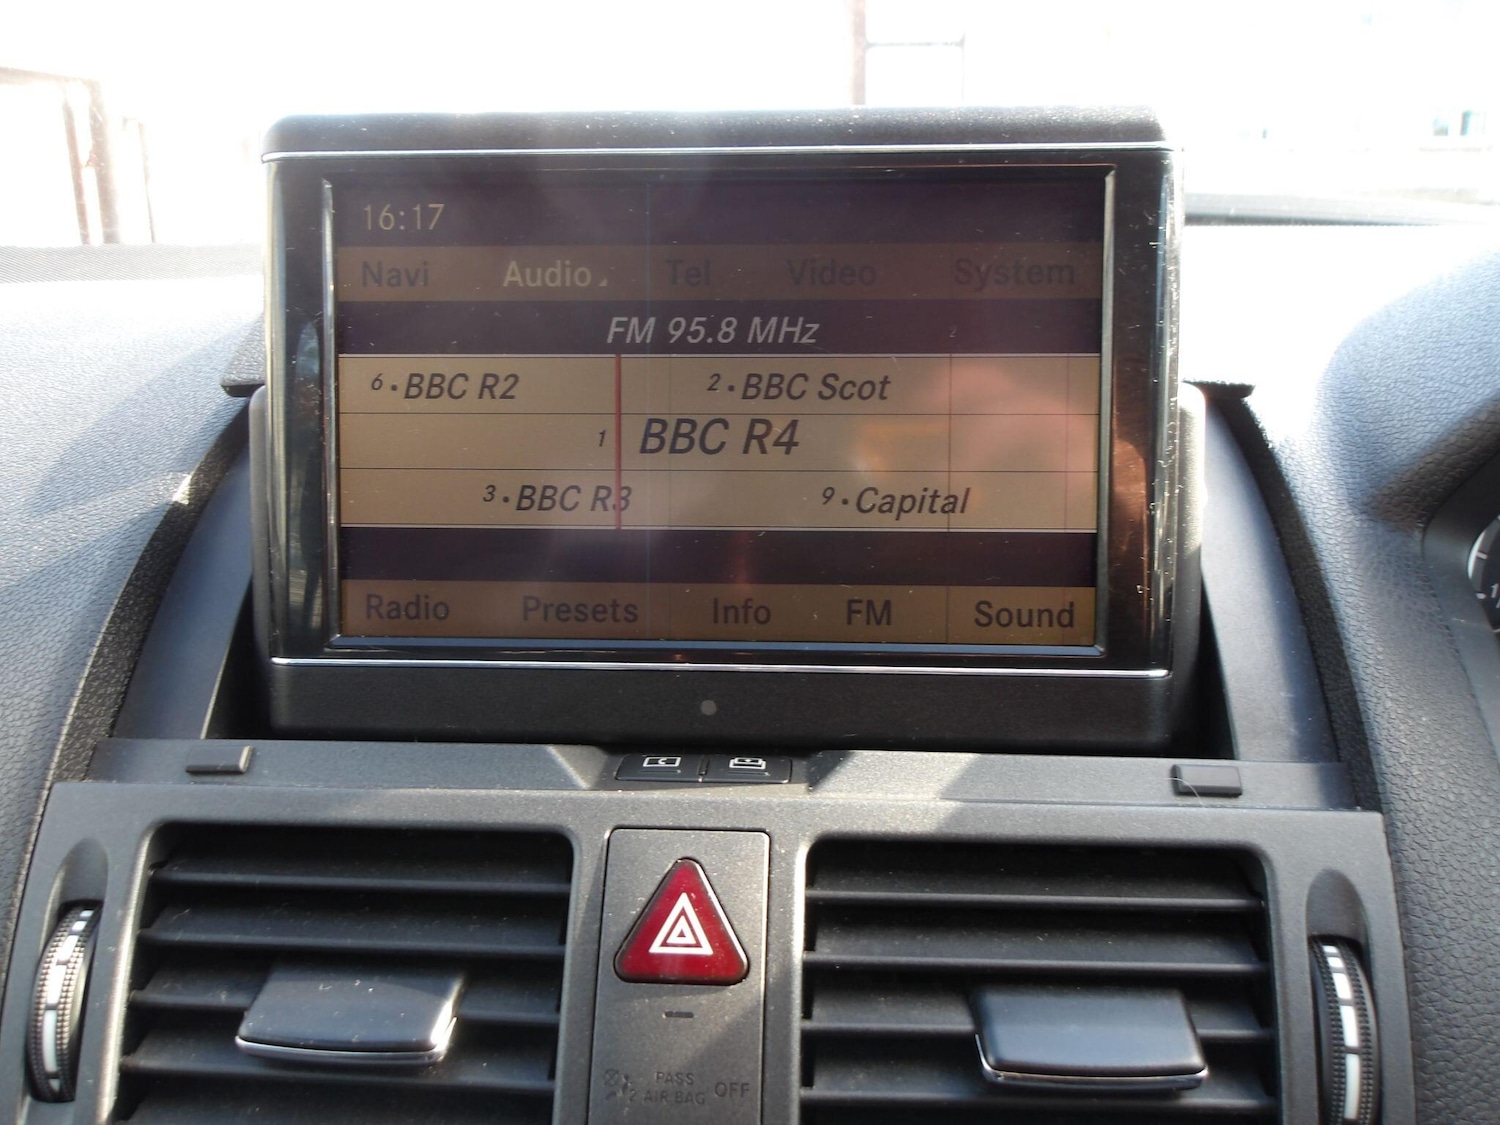 16:17
Navi Audio Tel Video System
FM 95.8 MHz
6 · BBC R2 2 · BBC Scot
1 BBC R4
3 · BBC R3 9 · Capital
Radio Presets Info FM Sound
PASS
AIR BAG OFF